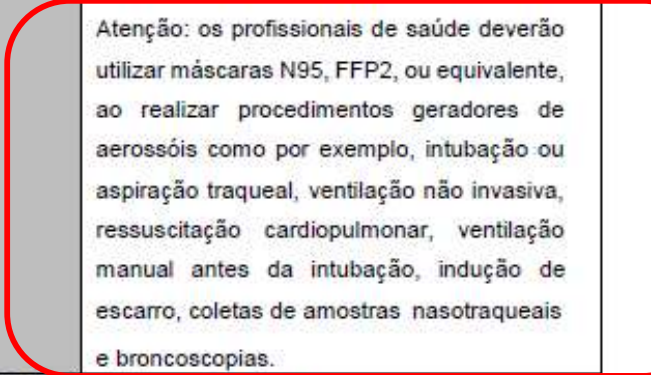 Atenção: os profissionais de saúde deverão
utilizar máscaras N95, FFP2, ou equivalente,
ao realizar procedimentos geradores de
aerossóis como por exemplo, intubação ou
aspiração traqueal, ventilação não invasiva,
ressuscitação cardiopulmonar, ventilação
manual antes da intubação, indução de
escarro, coletas de amostras nasotraqueais
e broncoscopias.